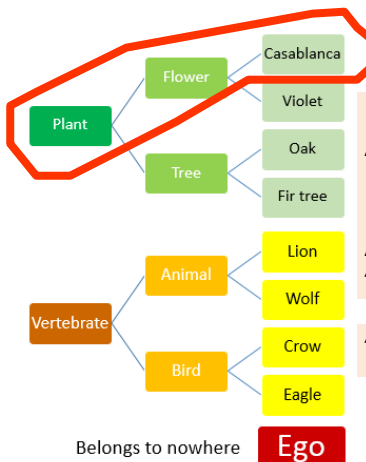 Casablanca
Flower
Violet
Plant
Oak
Tree
Fir tree
Lion
Animal
Wolf
Vertebrate
Crow
Bird
Eagle
Belongs to nowhere Ego